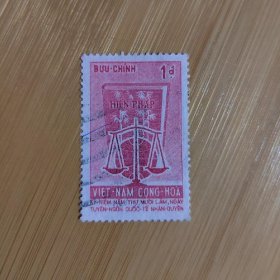 BƯU-CHÍNH 1đ
HIẾN PHÁP
VIỆT-NAM CỘNG-HÒA
KỶ-NIỆM NĂM THỨ MƯỜI LĂM, NGÀY
TUYÊN-NGÔN QUỐC-TẾ NHÂN-QUYỀN